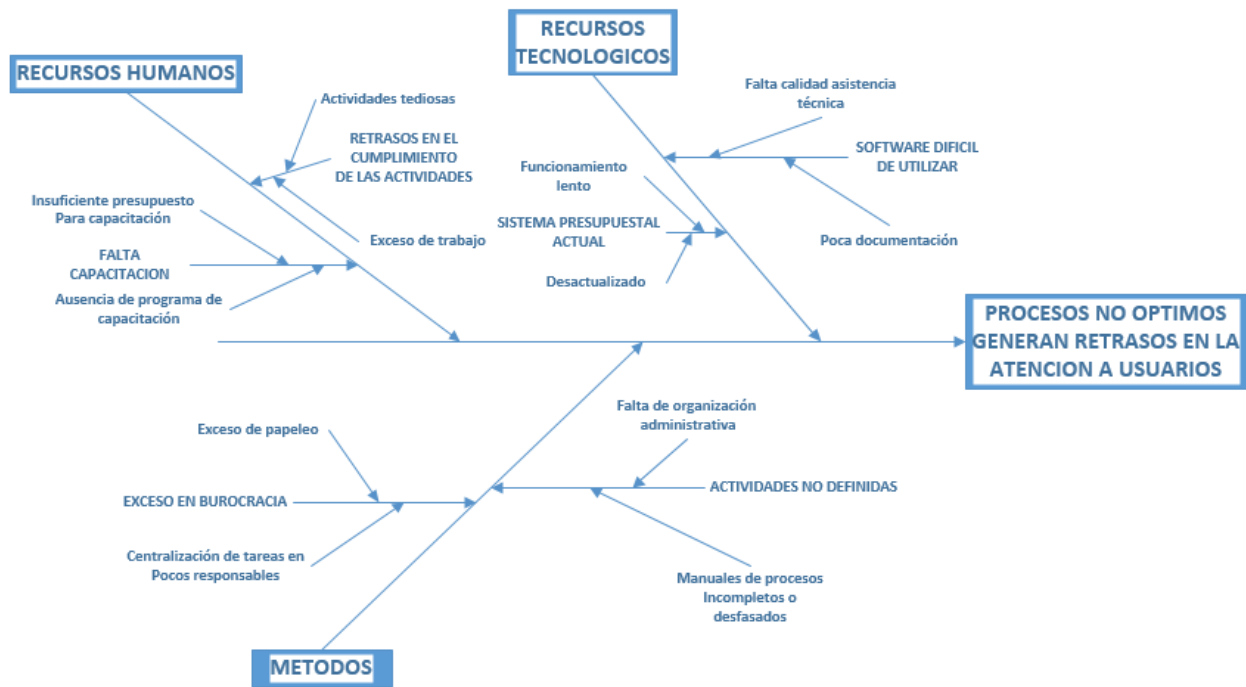 RECURSOS
TECNOLOGICOS
RECURSOS HUMANOS
Actividades tediosas
RETRASOS EN EL
CUMPLIMIENTO
DE LAS ACTIVIDADES
Exceso de trabajo
Insuficiente presupuesto
Para capacitación
FALTA
CAPACITACION
Ausencia de programa de
capacitación
Falta calidad asistencia
técnica
SOFTWARE DIFICIL
DE UTILIZAR
Poca documentación
Funcionamiento
lento
SISTEMA PRESUPUESTAL
ACTUAL
Desactualizado
PROCESOS NO OPTIMOS
GENERAN RETRASOS EN LA
ATENCION A USUARIOS
Exceso de papeleo
EXCESO EN BUROCRACIA
Centralización de tareas en
Pocos responsables
Falta de organización
administrativa
ACTIVIDADES NO DEFINIDAS
Manuales de procesos
Incompletos o
desfasados
METODOS